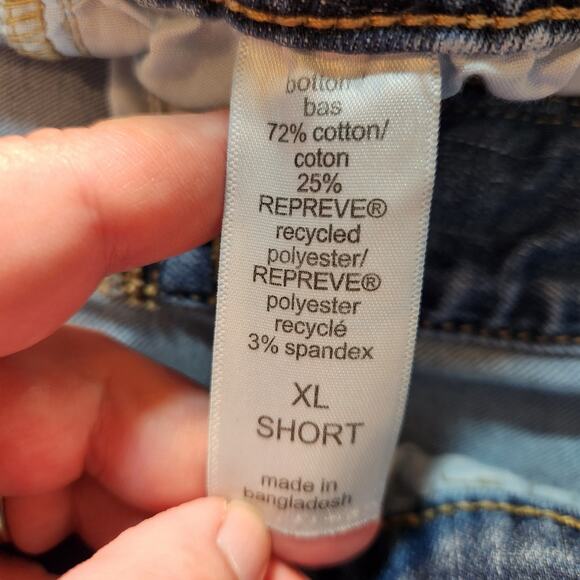 bottom/
bas
72% cotton/
coton
25%
REPREVE®
recycled
polyester/
REPREVE®
polyester
recyclé
3% spandex
XL
SHORT
made in
bangladesh